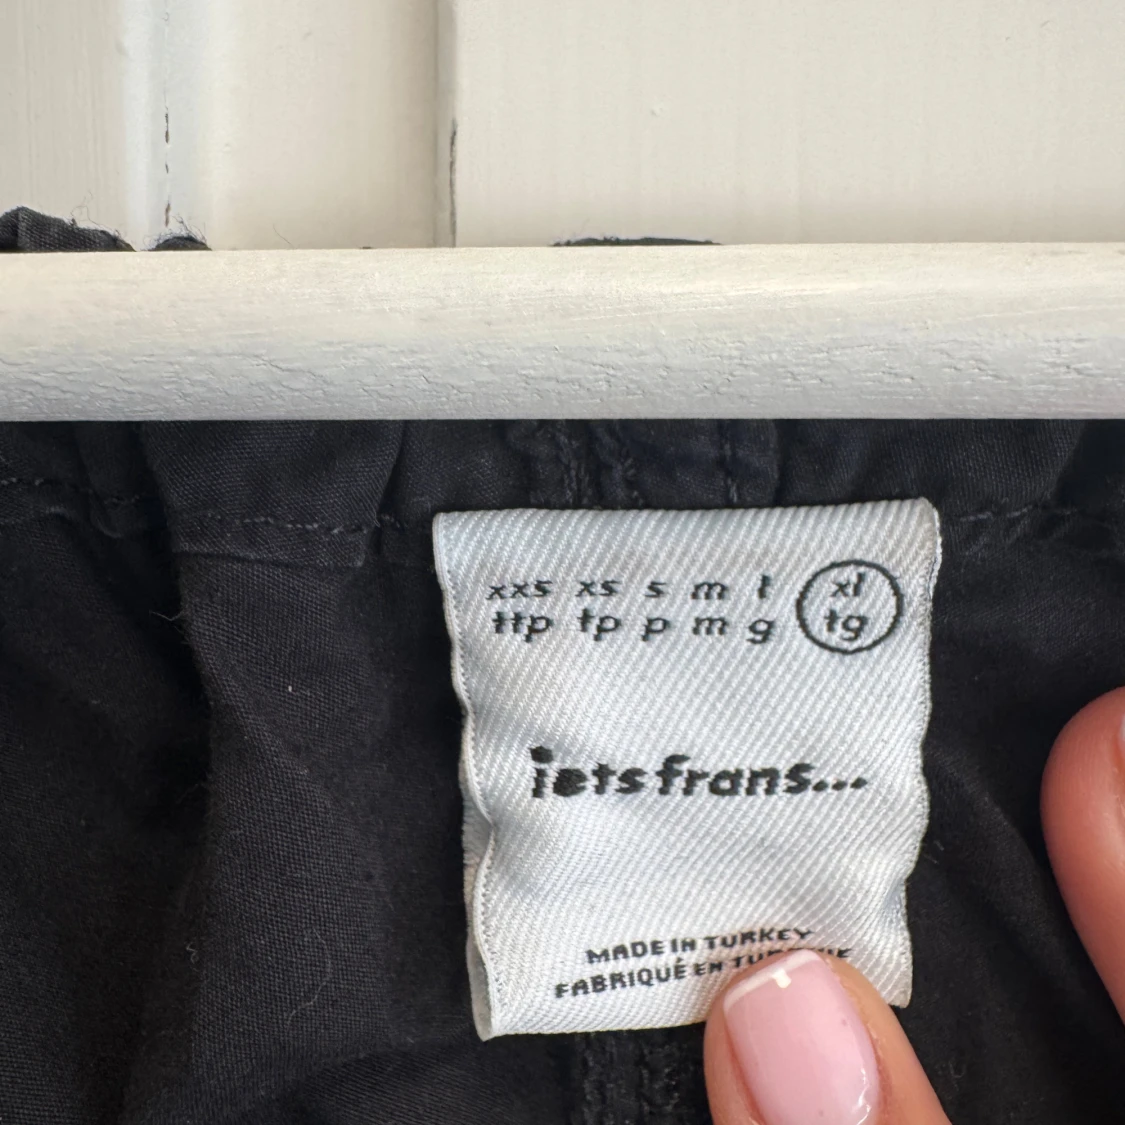 xxs xs s m l xl
ttp tp p m g tg
iets frans...
MADE IN TURKEY
FABRIQUÉ EN